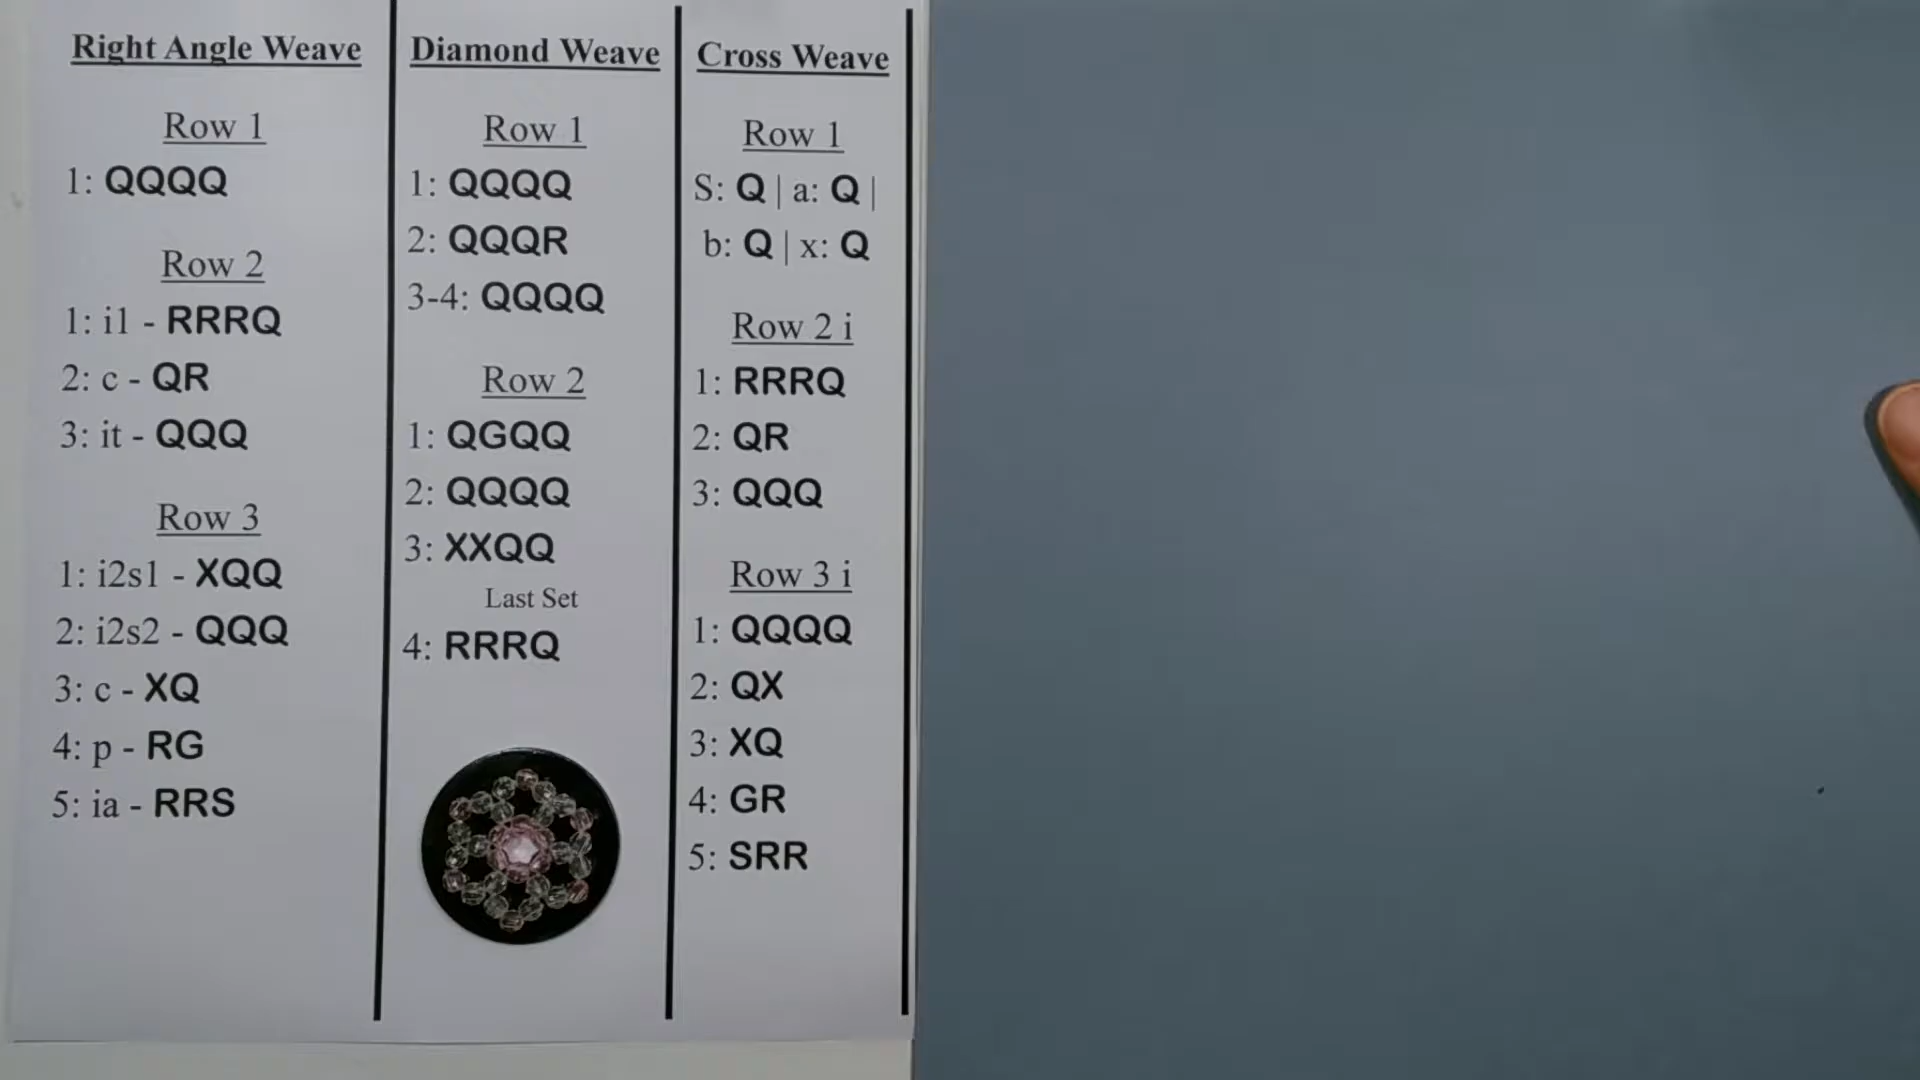 Right Angle Weave
Row 1
1: QQQQ
Row 2
1: i1 - RRRQ
2: c - QR
3: it - QQQ
Row 3
1: i2s1 - XQQ
2: i2s2 - QQQ
3: c - XQ
4: p - RG
5: ia - RRS
Diamond Weave
Row 1
1: QQQQ
2: QQQR
3-4: QQQQ
Row 2
1: QGQQ
2: QQQQ
3: XXQQ
Last Set
4: RRRQ
Cross Weave
Row 1
S: Q | a: Q |
b: Q | x: Q
Row 2 i
1: RRRQ
2: QR
3: QQQ
Row 3 i
1: QQQQ
2: QX
3: XQ
4: GR
5: SRR